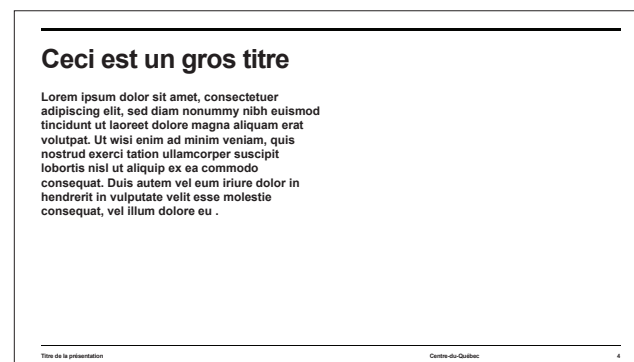 Ceci est un gros titre
Lorem ipsum dolor sit amet, consectetuer
adipiscing elit, sed diam nonummy nibh euismod
tincidunt ut laoreet dolore magna aliquam erat
volutpat. Ut wisi enim ad minim veniam, quis
nostrud exerci tation ullamcorper suscipit
lobortis nisl ut aliquip ex ea commodo
consequat. Duis autem vel eum iriure dolor in
hendrerit in vulputate velit esse molestie
consequat, vel illum dolore eu .
Titre de la présentation Centre-du-Québec 4